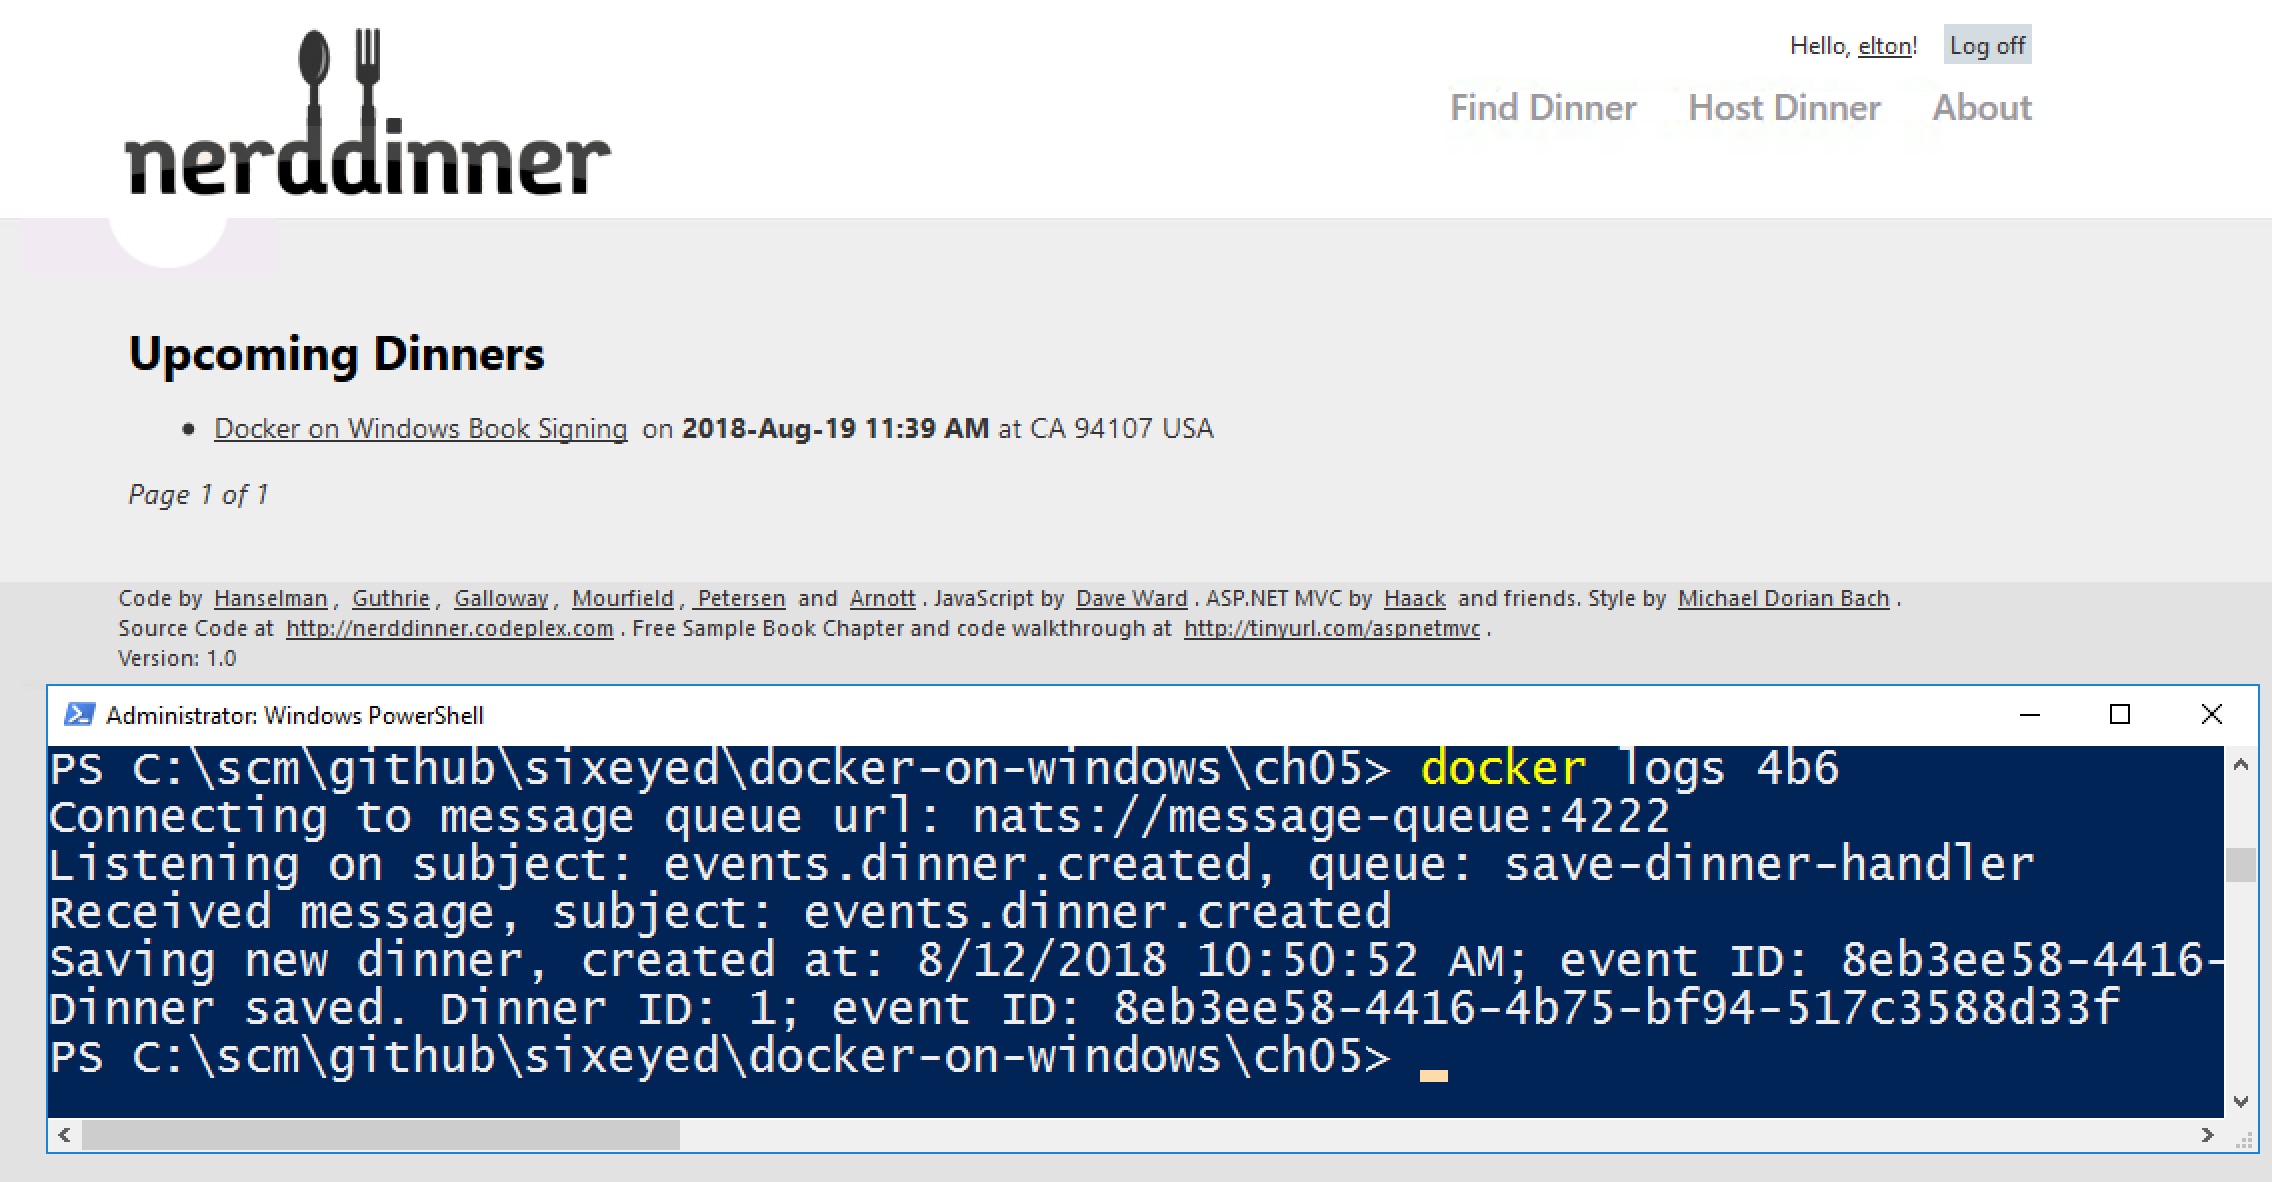 nerddinner
Hello, elton! Log off
Find Dinner Host Dinner About
Upcoming Dinners
• Docker on Windows Book Signing on 2018-Aug-19 11:39 AM at CA 94107 USA
Page 1 of 1
Code by Hanselman , Guthrie , Galloway , Mourfield , Petersen and Arnott . JavaScript by Dave Ward . ASP.NET MVC by Haack and friends. Style by Michael Dorian Bach .
Source Code at http://nerddinner.codeplex.com . Free Sample Book Chapter and code walkthrough at http://tinyurl.com/aspnetmvc .
Version: 1.0
Administrator: Windows PowerShell
PS C:\scm\github\sixeyed\docker-on-windows\ch05> docker logs 4b6
Connecting to message queue url: nats://message-queue:4222
Listening on subject: events.dinner.created, queue: save-dinner-handler
Received message, subject: events.dinner.created
Saving new dinner, created at: 8/12/2018 10:50:52 AM; event ID: 8eb3ee58-4416-
Dinner saved. Dinner ID: 1; event ID: 8eb3ee58-4416-4b75-bf94-517c3588d33f
PS C:\scm\github\sixeyed\docker-on-windows\ch05>